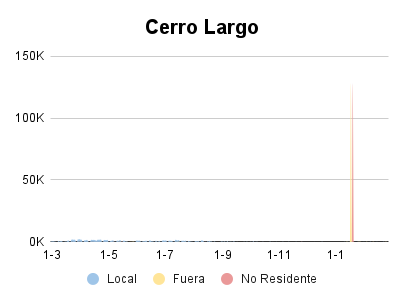 Cerro Largo
150K
100K
50K
0K
1-3 1-5 1-7 1-9 1-11 1-1
Local Fuera No Residente